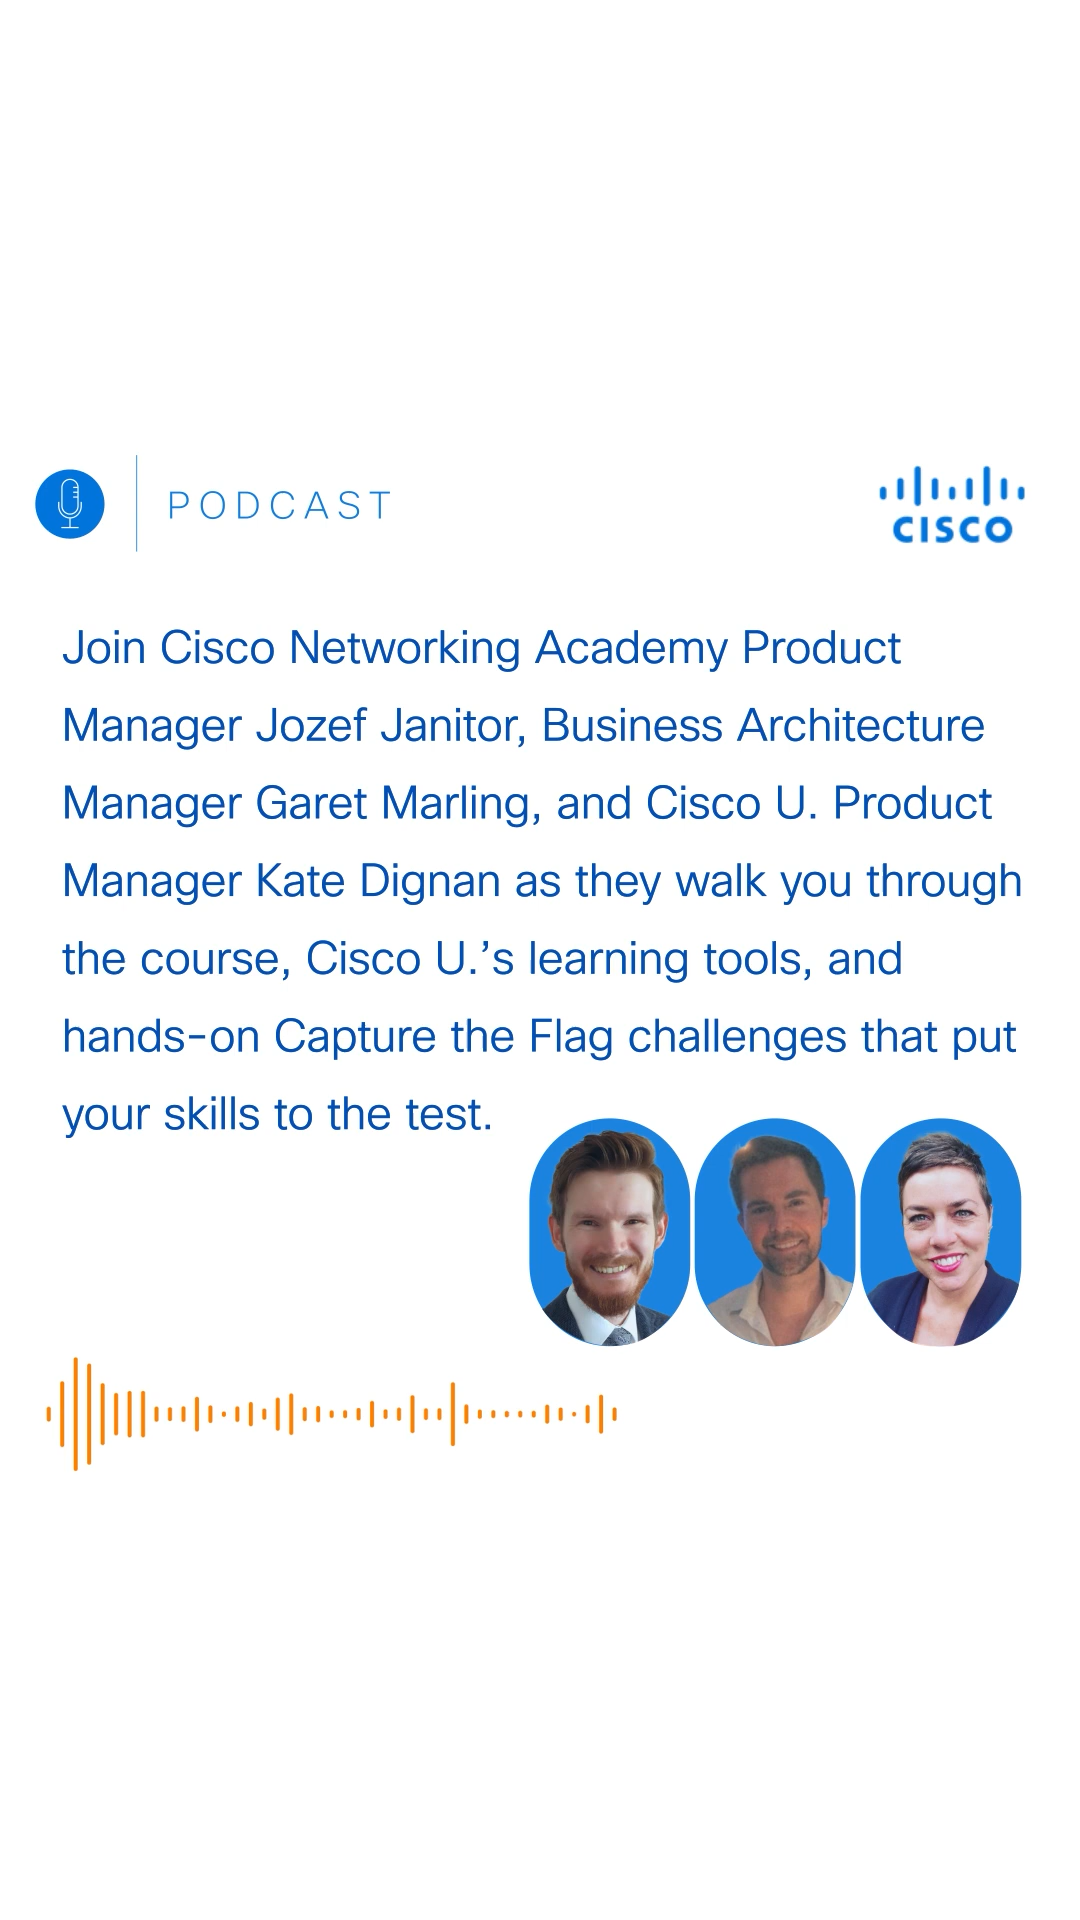 PODCAST
CISCO
Join Cisco Networking Academy Product
Manager Jozef Janitor, Business Architecture
Manager Garet Marling, and Cisco U. Product
Manager Kate Dignan as they walk you through
the course, Cisco U.’s learning tools, and
hands-on Capture the Flag challenges that put
your skills to the test.